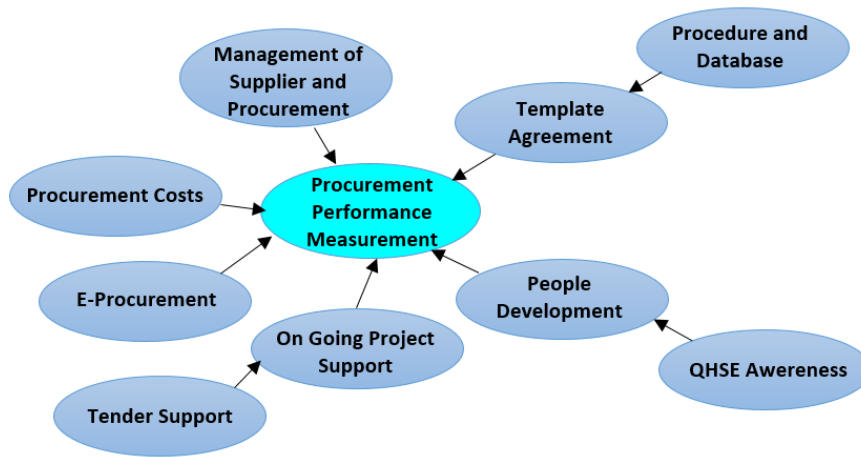 Management of
Supplier and
Procurement
Procedure and
Database
Template
Agreement
Procurement Costs
Procurement
Performance
Measurement
E-Procurement
People
Development
On Going Project
Support
QHSE Awereness
Tender Support